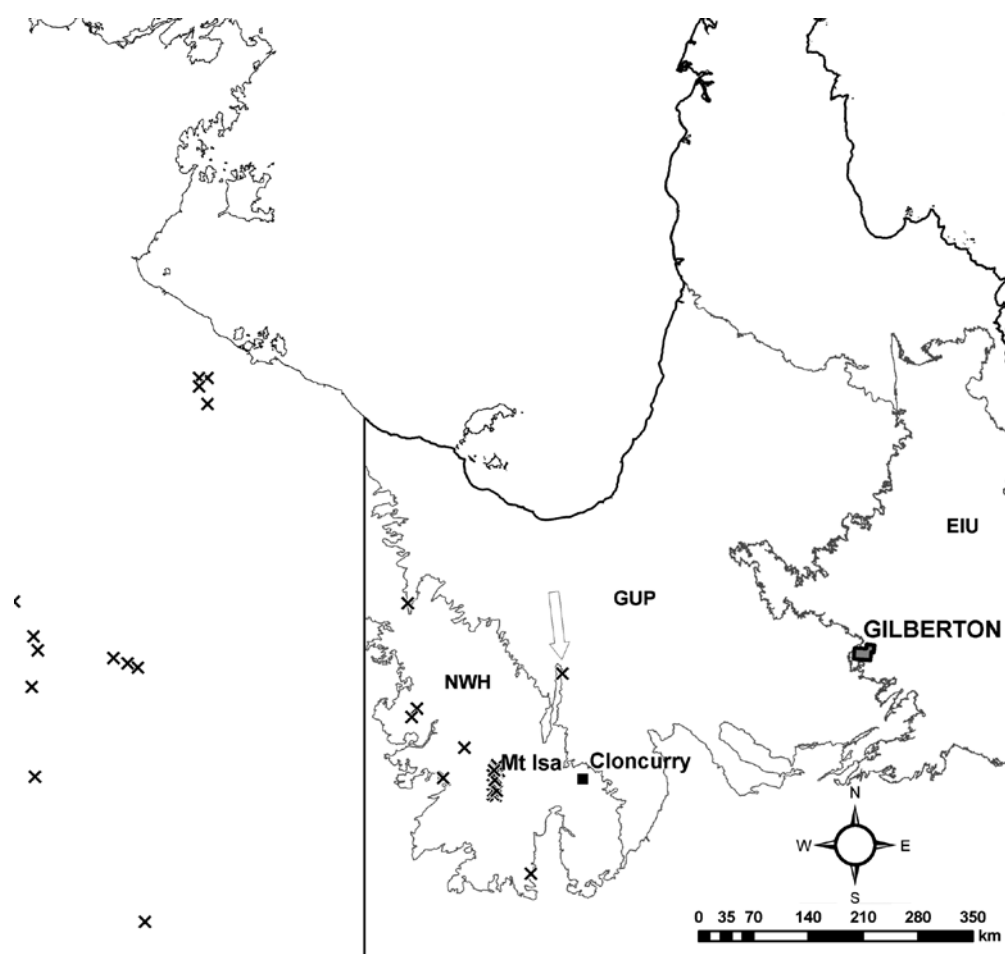 EIU
GUP
GILBERTON
NWH
Mt Isa
Cloncurry
N
W
E
S
0 35 70 140 210 280 350
km